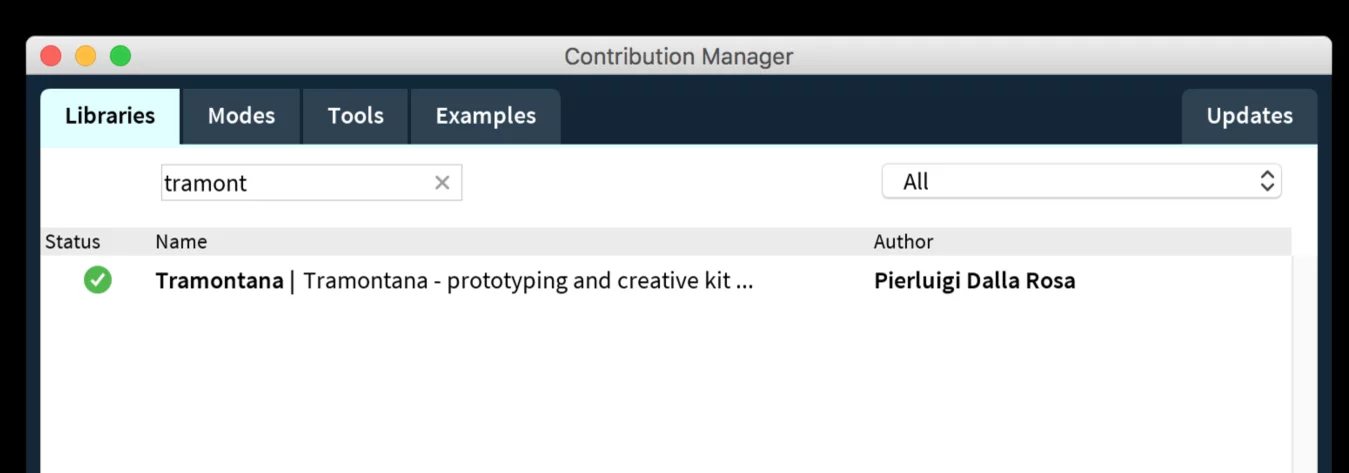 Contribution Manager
Libraries Modes Tools Examples Updates
tramont All
Status Name Author
Tramontana | Tramontana - prototyping and creative kit ... Pierluigi Dalla Rosa